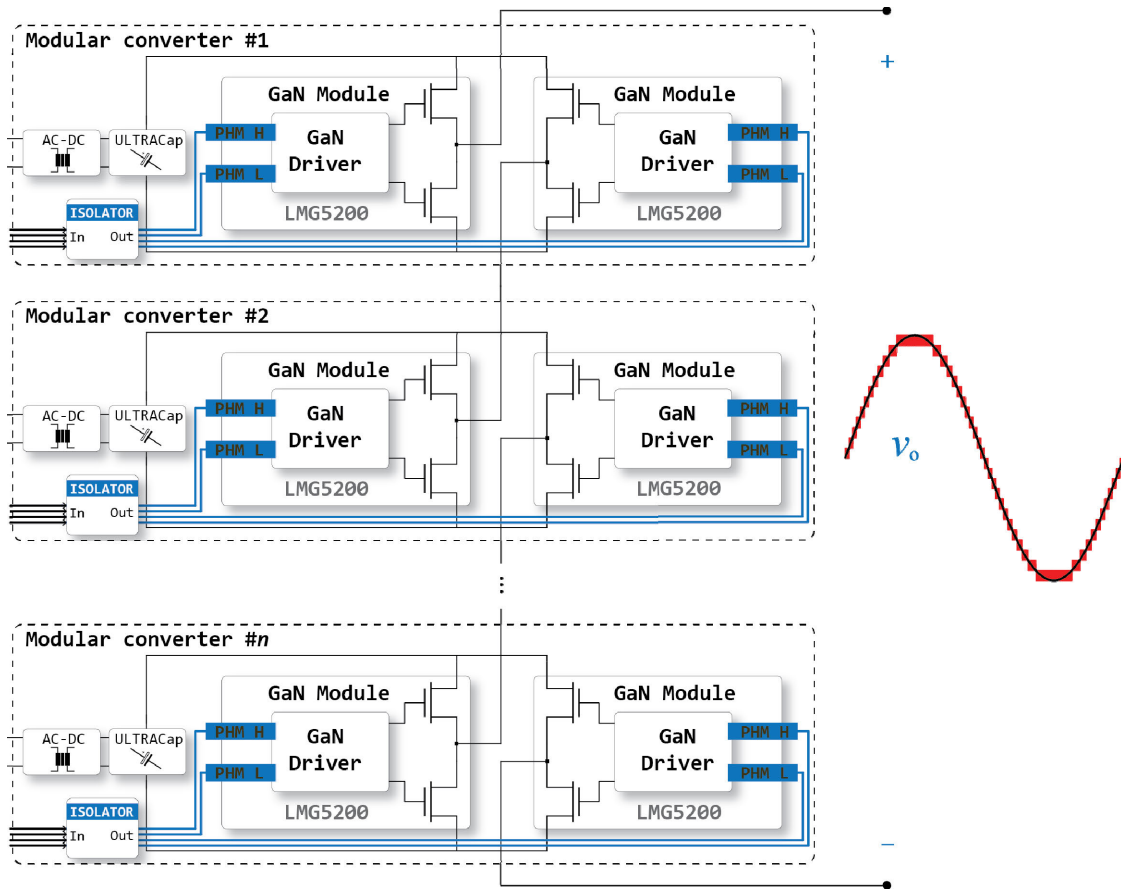 Modular converter #1
+
GaN Module
GaN Module
PHM H
GaN
Driver
GaN
Driver
PHM H
AC-DC
ULTRACap
PHM L
PHM L
ISOLATOR
In Out
LMG5200
LMG5200
Modular converter #2
GaN Module
GaN Module
PHM H
GaN
Driver
GaN
Driver
PHM H
AC-DC
ULTRACap
PHM L
PHM L
vo
ISOLATOR
In Out
LMG5200
LMG5200
⋮
Modular converter #n
GaN Module
GaN Module
PHM H
GaN
Driver
GaN
Driver
PHM H
AC-DC
ULTRACap
PHM L
PHM L
ISOLATOR
In Out
LMG5200
LMG5200
−